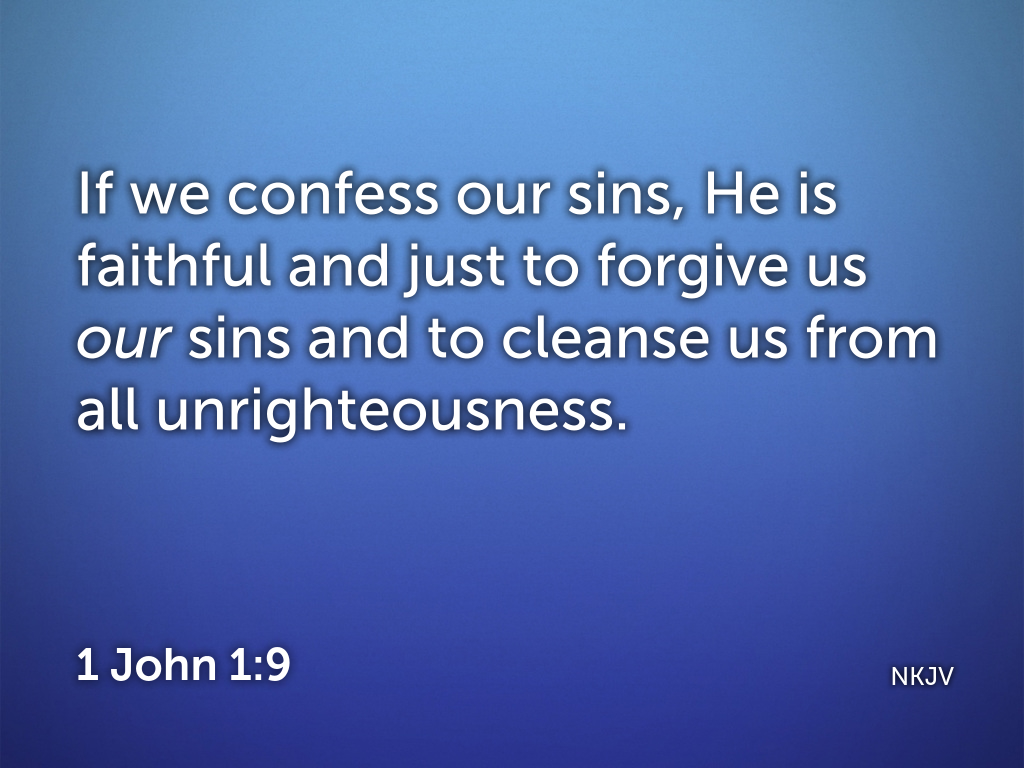 If we confess our sins, He is
faithful and just to forgive us
our sins and to cleanse us from
all unrighteousness.
1 John 1:9
NKJV